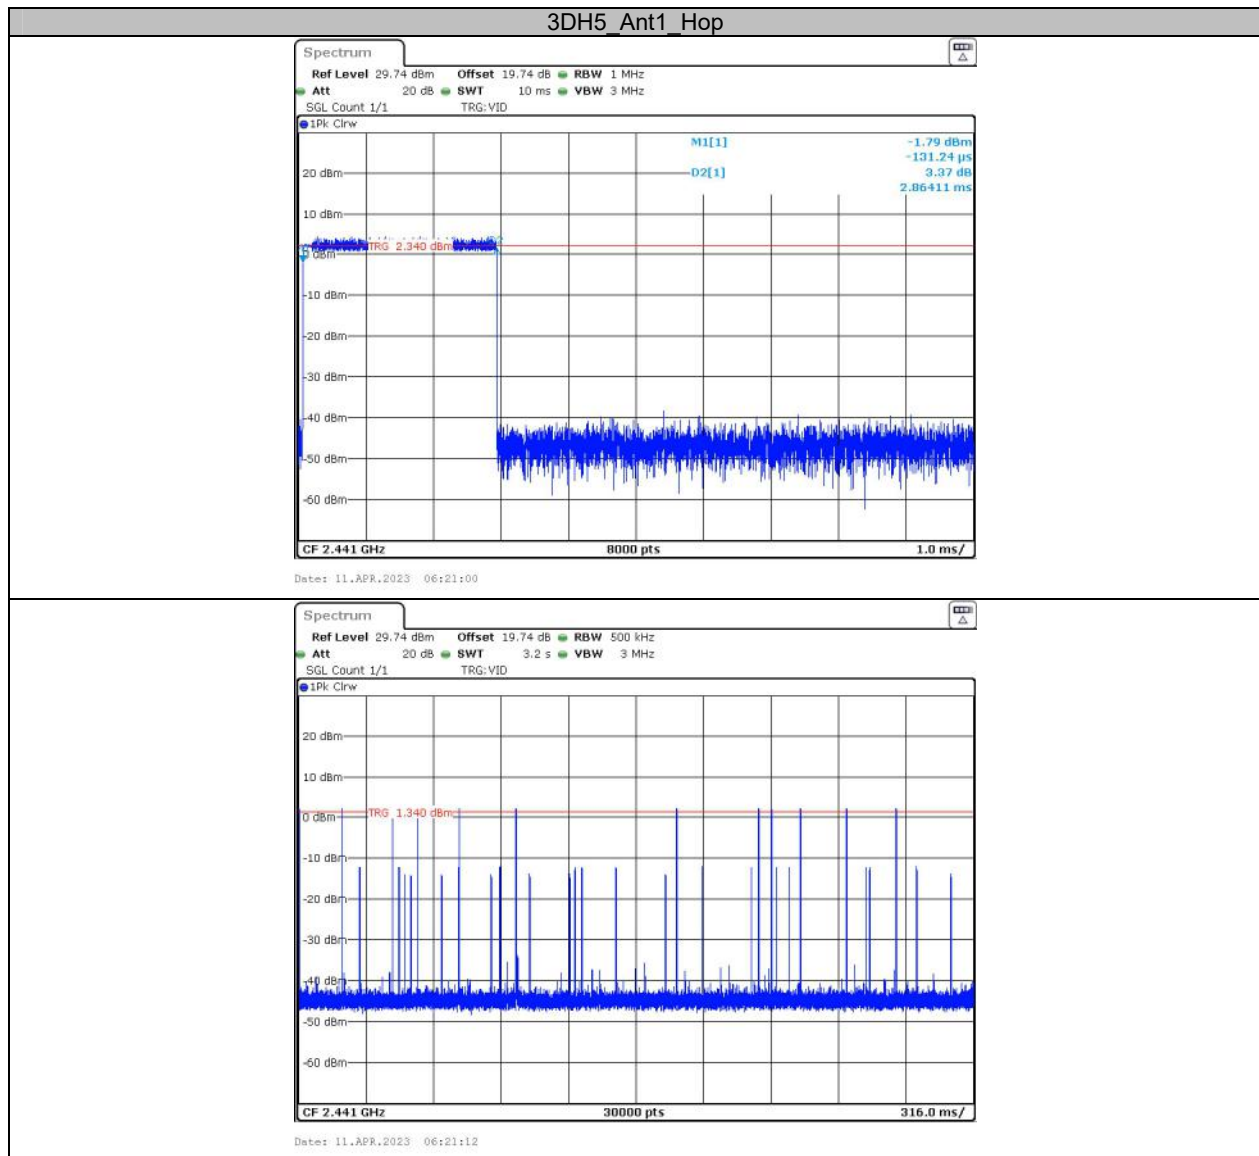 3DH5_Ant1_Hop
Spectrum
Ref Level 29.74 dBm Offset 19.74 dB RBW 1 MHz
Att 20 dB SWT 10 ms VBW 3 MHz
SGL Count 1/1 TRG:VID
1Pk Clrw
M1[1] -1.79 dBm
-131.24 µs
20 dBm D2[1] 3.37 dB
2.86411 ms
10 dBm
TRG 2.340 dBm
0 dBm
-10 dBm
-20 dBm
-30 dBm
-40 dBm
-50 dBm
-60 dBm
CF 2.441 GHz 8000 pts 1.0 ms/
Date: 11.APR.2023 06:21:00
Spectrum
Ref Level 29.74 dBm Offset 19.74 dB RBW 500 kHz
Att 20 dB SWT 3.2 s VBW 3 MHz
SGL Count 1/1 TRG:VID
1Pk Clrw
20 dBm
10 dBm
TRG 1.340 dBm
0 dBm
-10 dBm
-20 dBm
-30 dBm
-40 dBm
-50 dBm
-60 dBm
CF 2.441 GHz 30000 pts 316.0 ms/
Date: 11.APR.2023 06:21:12